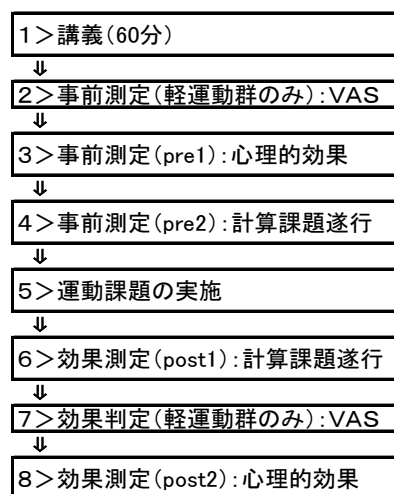 1＞講義(60分)
⇓
2＞事前測定(軽運動群のみ):VAS
⇓
3＞事前測定(pre1):心理的効果
⇓
4＞事前測定(pre2):計算課題遂行
⇓
5＞運動課題の実施
⇓
6＞効果測定(post1):計算課題遂行
⇓
7＞効果判定(軽運動群のみ):VAS
⇓
8＞効果測定(post2):心理的効果